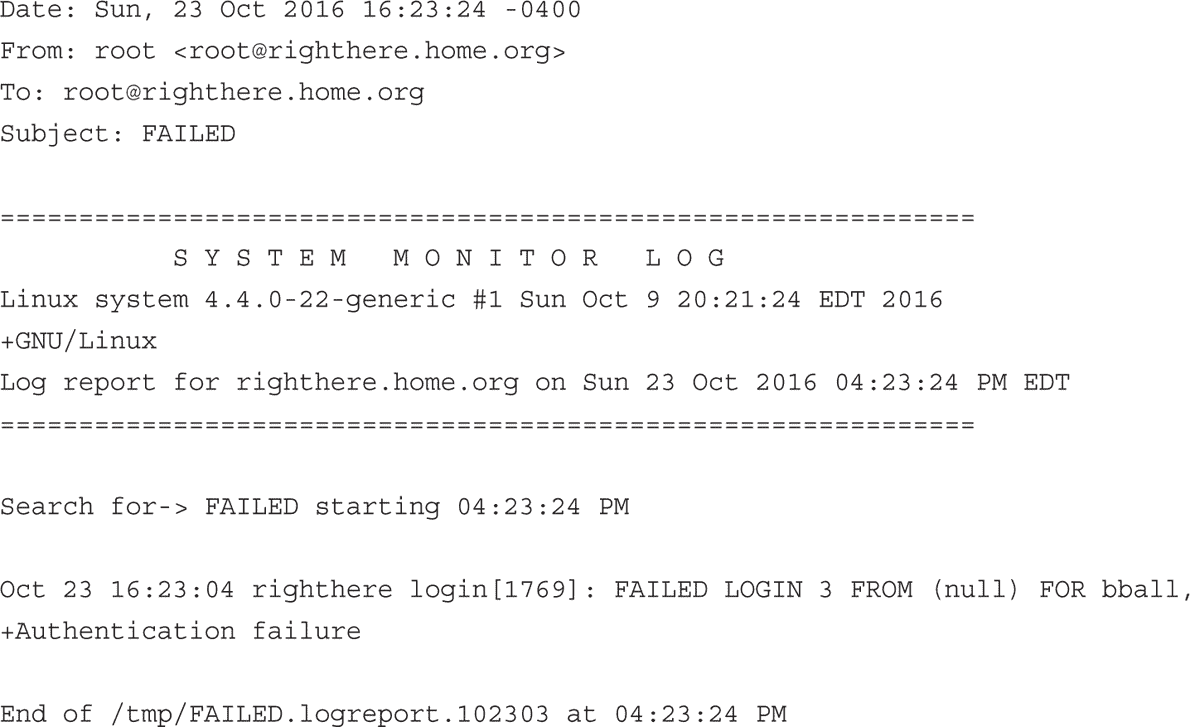 Date: Sun, 23 Oct 2016 16:23:24 -0400
From: root <root@righthere.home.org>
To: root@righthere.home.org
Subject: FAILED
==============================================================
S Y S T E M   M O N I T O R   L O G
Linux system 4.4.0-22-generic #1 Sun Oct 9 20:21:24 EDT 2016
+GNU/Linux
Log report for righthere.home.org on Sun 23 Oct 2016 04:23:24 PM EDT
==============================================================
Search for-> FAILED starting 04:23:24 PM
Oct 23 16:23:04 righthere login[1769]: FAILED LOGIN 3 FROM (null) FOR bball,
+Authentication failure
End of /tmp/FAILED.logreport.102303 at 04:23:24 PM